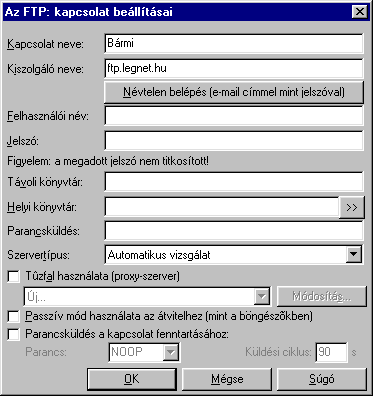 Az FTP: kapcsolat beállításai
Kapcsolat neve: Bármi
Kiszolgáló neve: ftp.legnet.hu
Névtelen belépés (e-mail címmel mint jelszóval)
Felhasználói név:
Jelszó:
Figyelem: a megadott jelszó nem titkosított!
Távoli könyvtár:
Helyi könyvtár: >>
Parancsküldés:
Szervertípus: Automatikus vizsgálat
Tûzfal használata (proxy-szerver)
Új... Módosítás...
Passzív mód használata az átvitelhez (mint a böngészõkben)
Parancsküldés a kapcsolat fenntartásához:
Parancs: NOOP Küldési ciklus: 90 s
OK Mégse Súgó